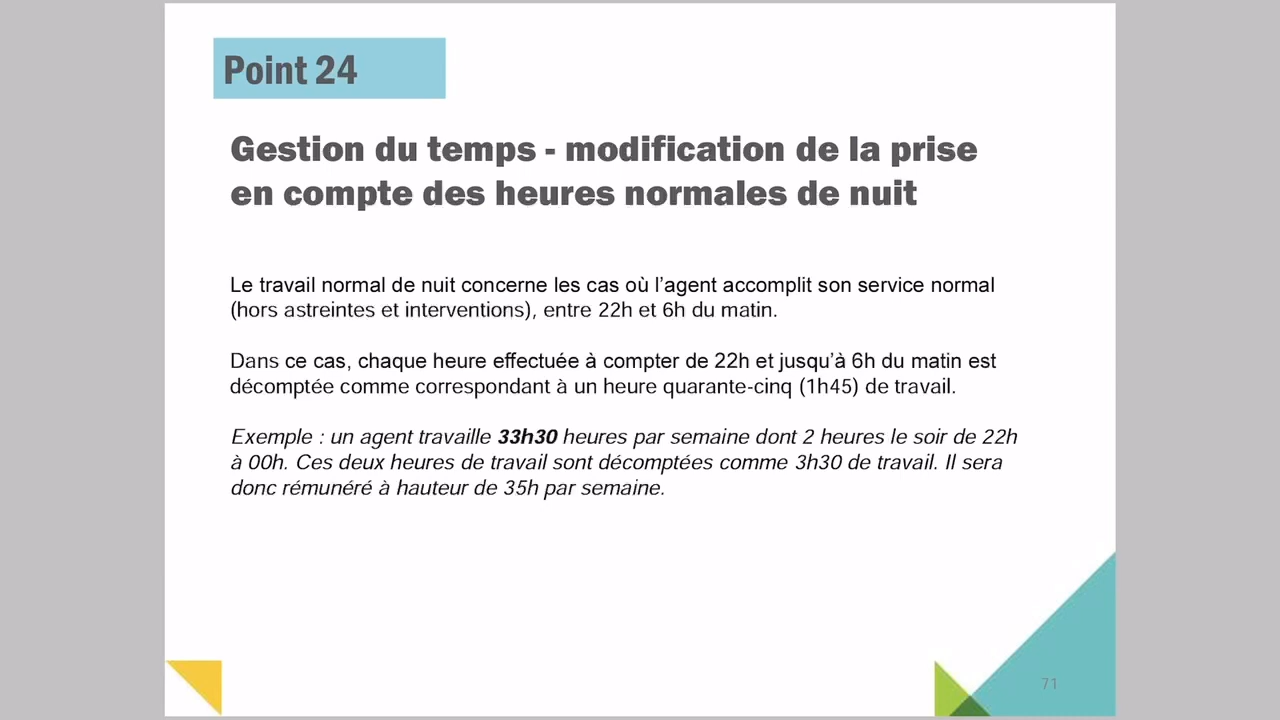 Point 24
Gestion du temps - modification de la prise
en compte des heures normales de nuit
Le travail normal de nuit concerne les cas où l'agent accomplit son service normal
(hors astreintes et interventions), entre 22h et 6h du matin.
Dans ce cas, chaque heure effectuée à compter de 22h et jusqu'à 6h du matin est
décomptée comme correspondant à un heure quarante-cinq (1h45) de travail.
Exemple : un agent travaille 33h30 heures par semaine dont 2 heures le soir de 22h
à 00h. Ces deux heures de travail sont décomptées comme 3h30 de travail. Il sera
donc rémunéré à hauteur de 35h par semaine.
71